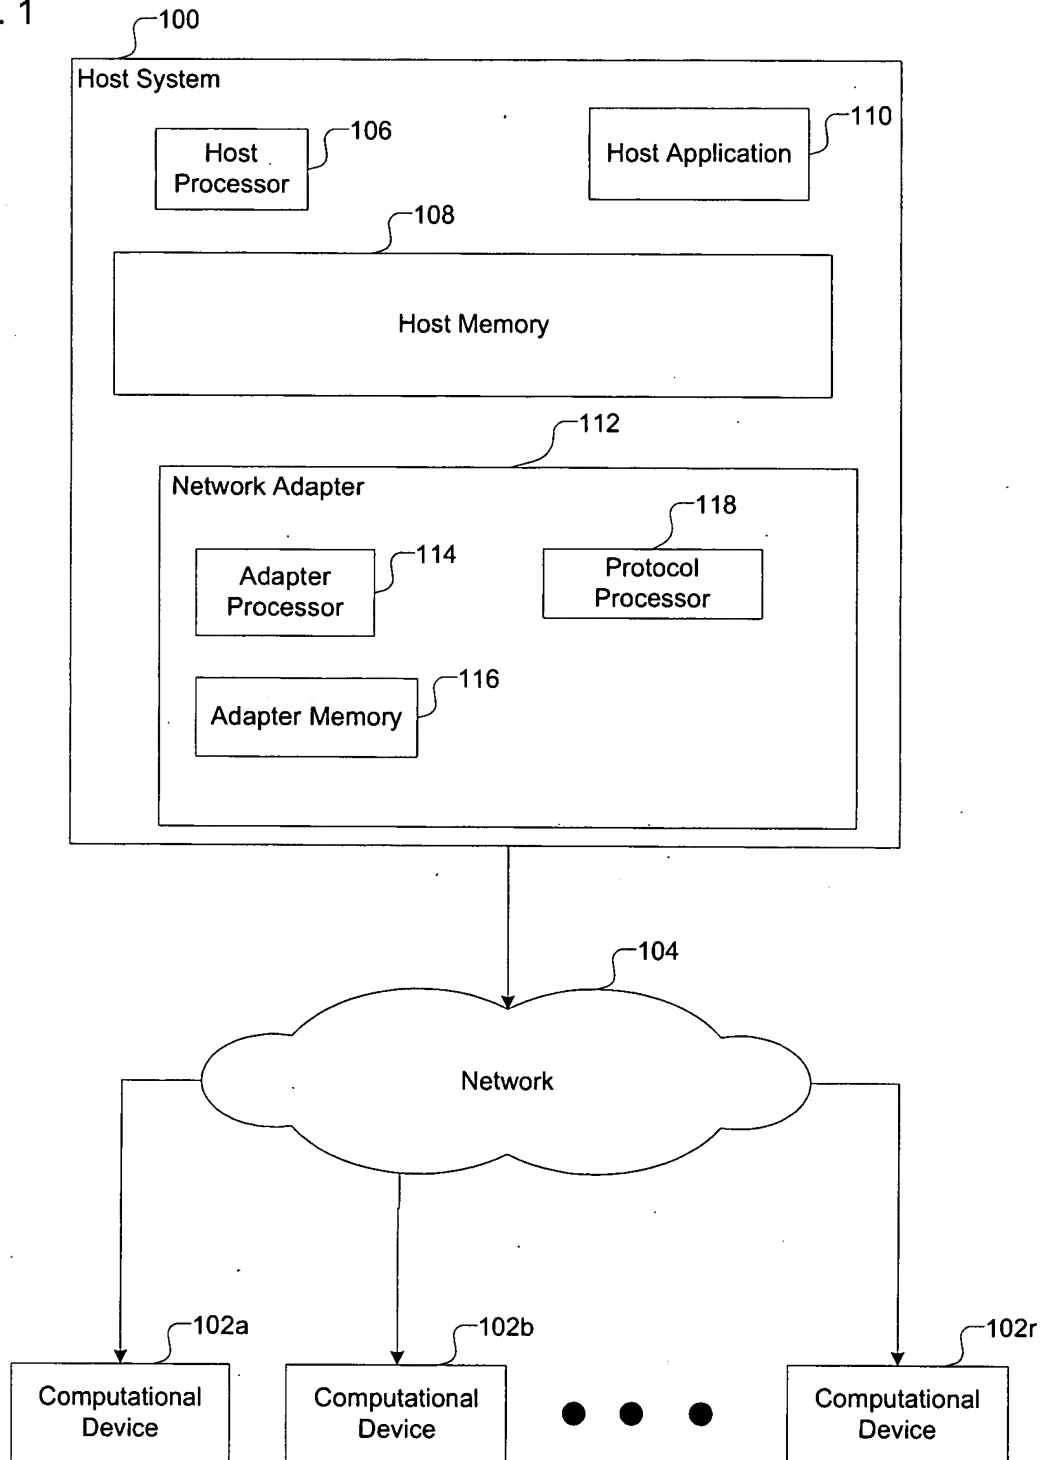 . 1
100
Host System
106
110
Host
Processor
Host Application
108
Host Memory
112
Network Adapter
118
114
Adapter
Processor
Protocol
Processor
116
Adapter Memory
104
Network
102a
102b
102r
Computational
Device
Computational
Device
Computational
Device